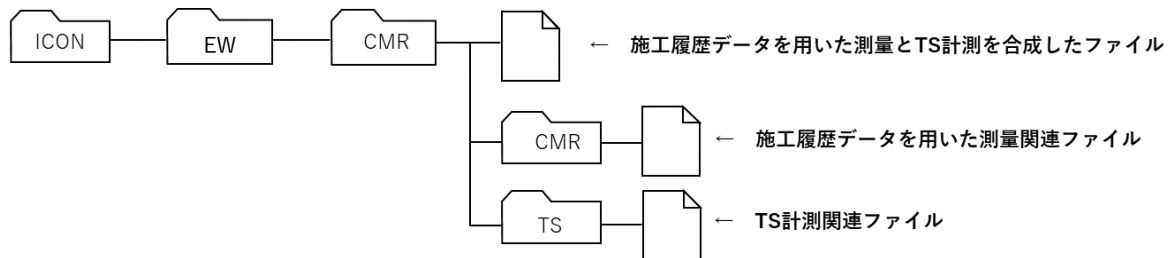 ICON
EW
CMR
← 施工履歴データを用いた測量とTS計測を合成したファイル
CMR
← 施工履歴データを用いた測量関連ファイル
TS
← TS計測関連ファイル